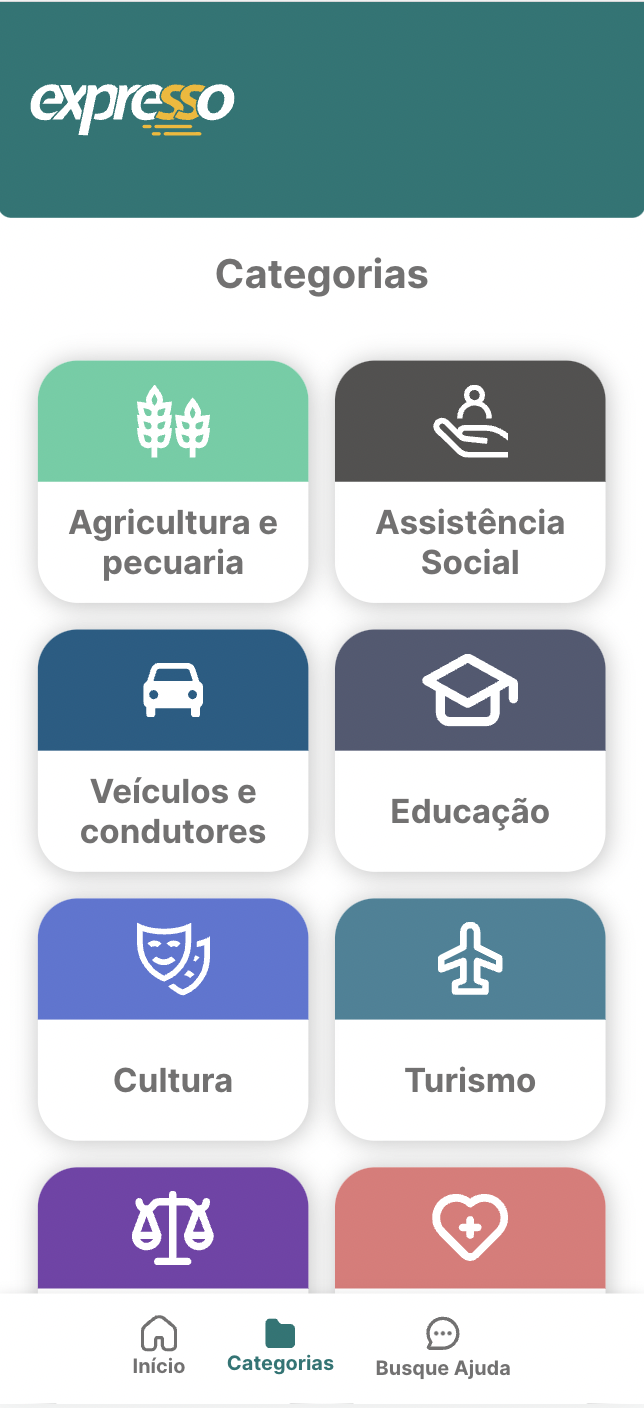 expresso
Categorias
Agricultura e
pecuaria
Assistência
Social
Veículos e
condutores
Educação
Cultura
Turismo
Início
Categorias
Busque Ajuda